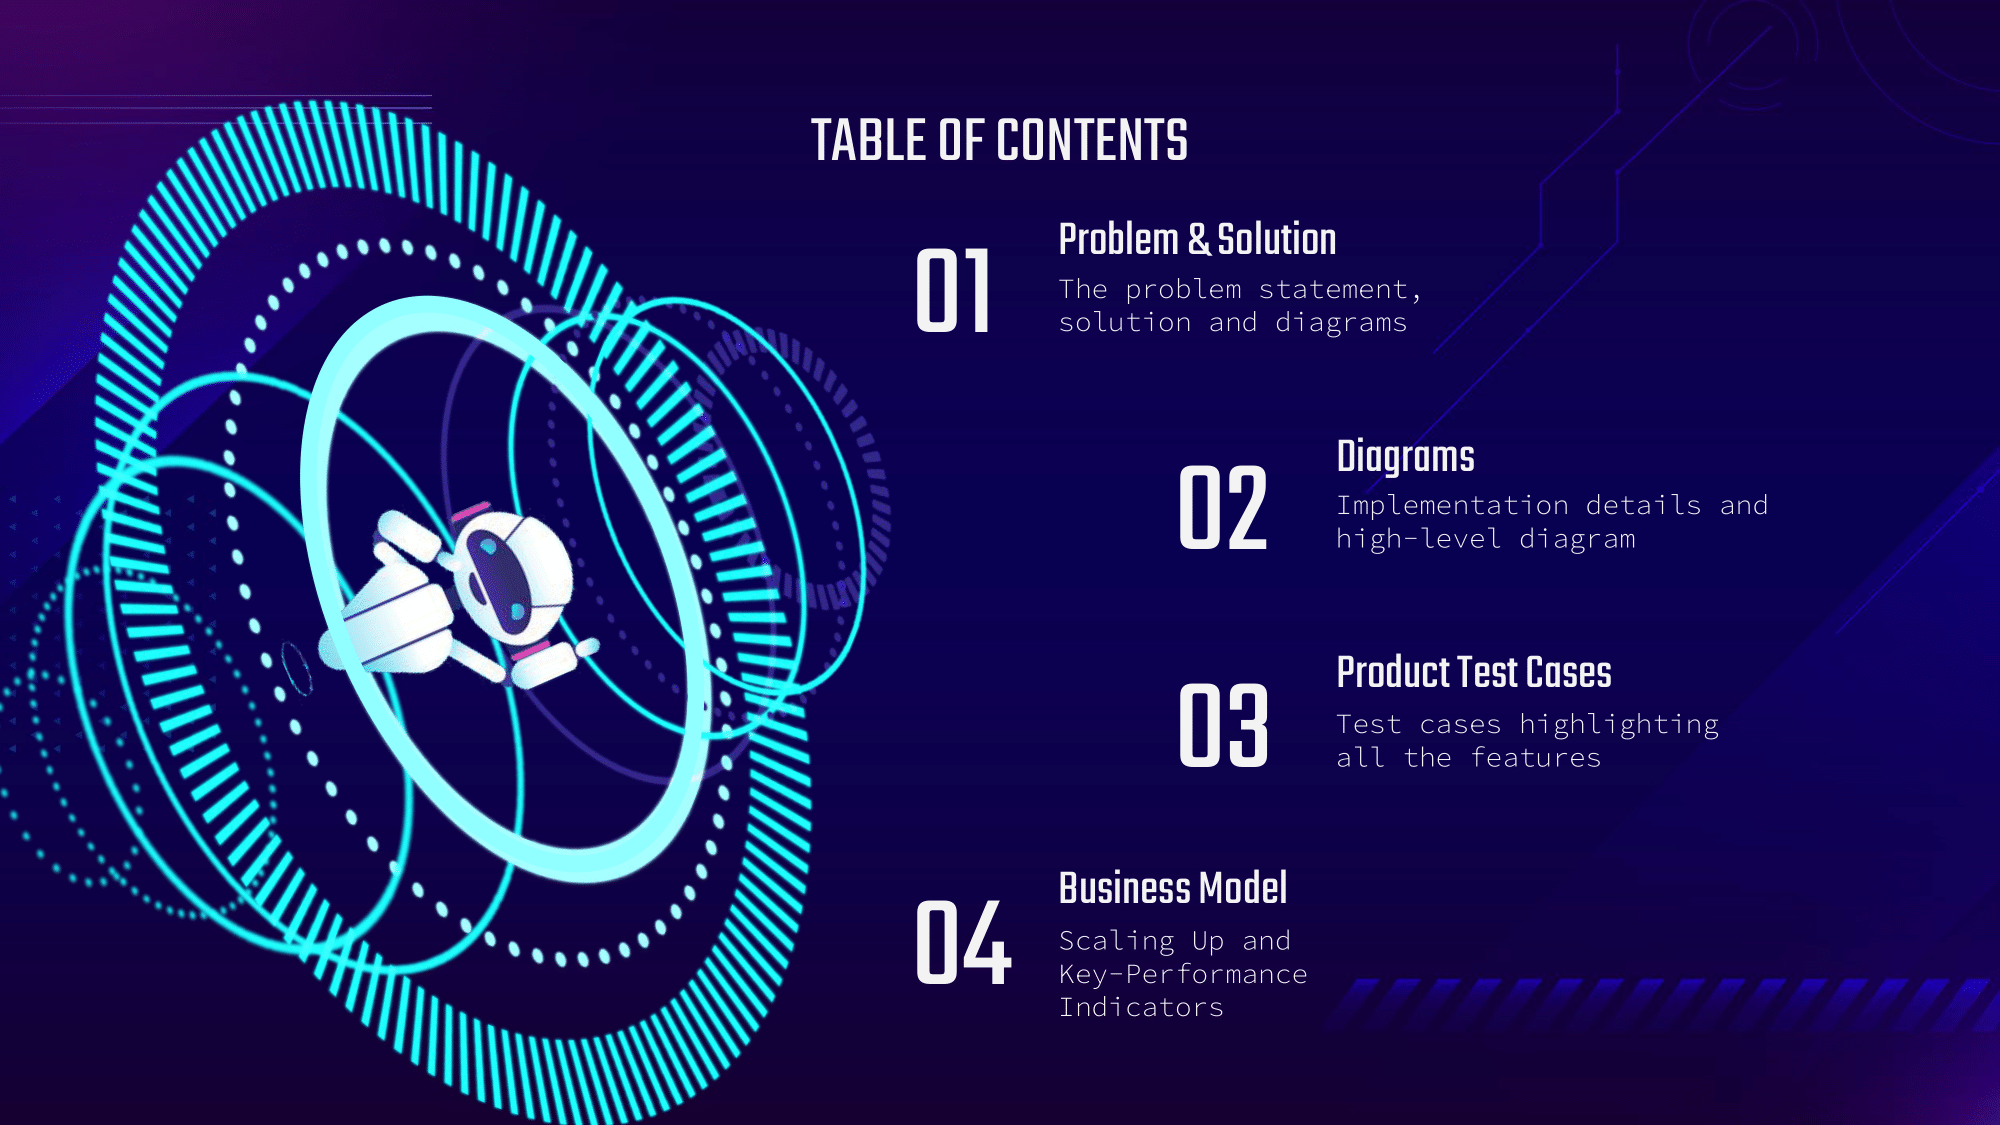 TABLE OF CONTENTS
01
Problem & Solution
The problem statement,
solution and diagrams
02
Diagrams
Implementation details and
high-level diagram
03
Product Test Cases
Test cases highlighting
all the features
04
Business Model
Scaling Up and
Key-Performance
Indicators